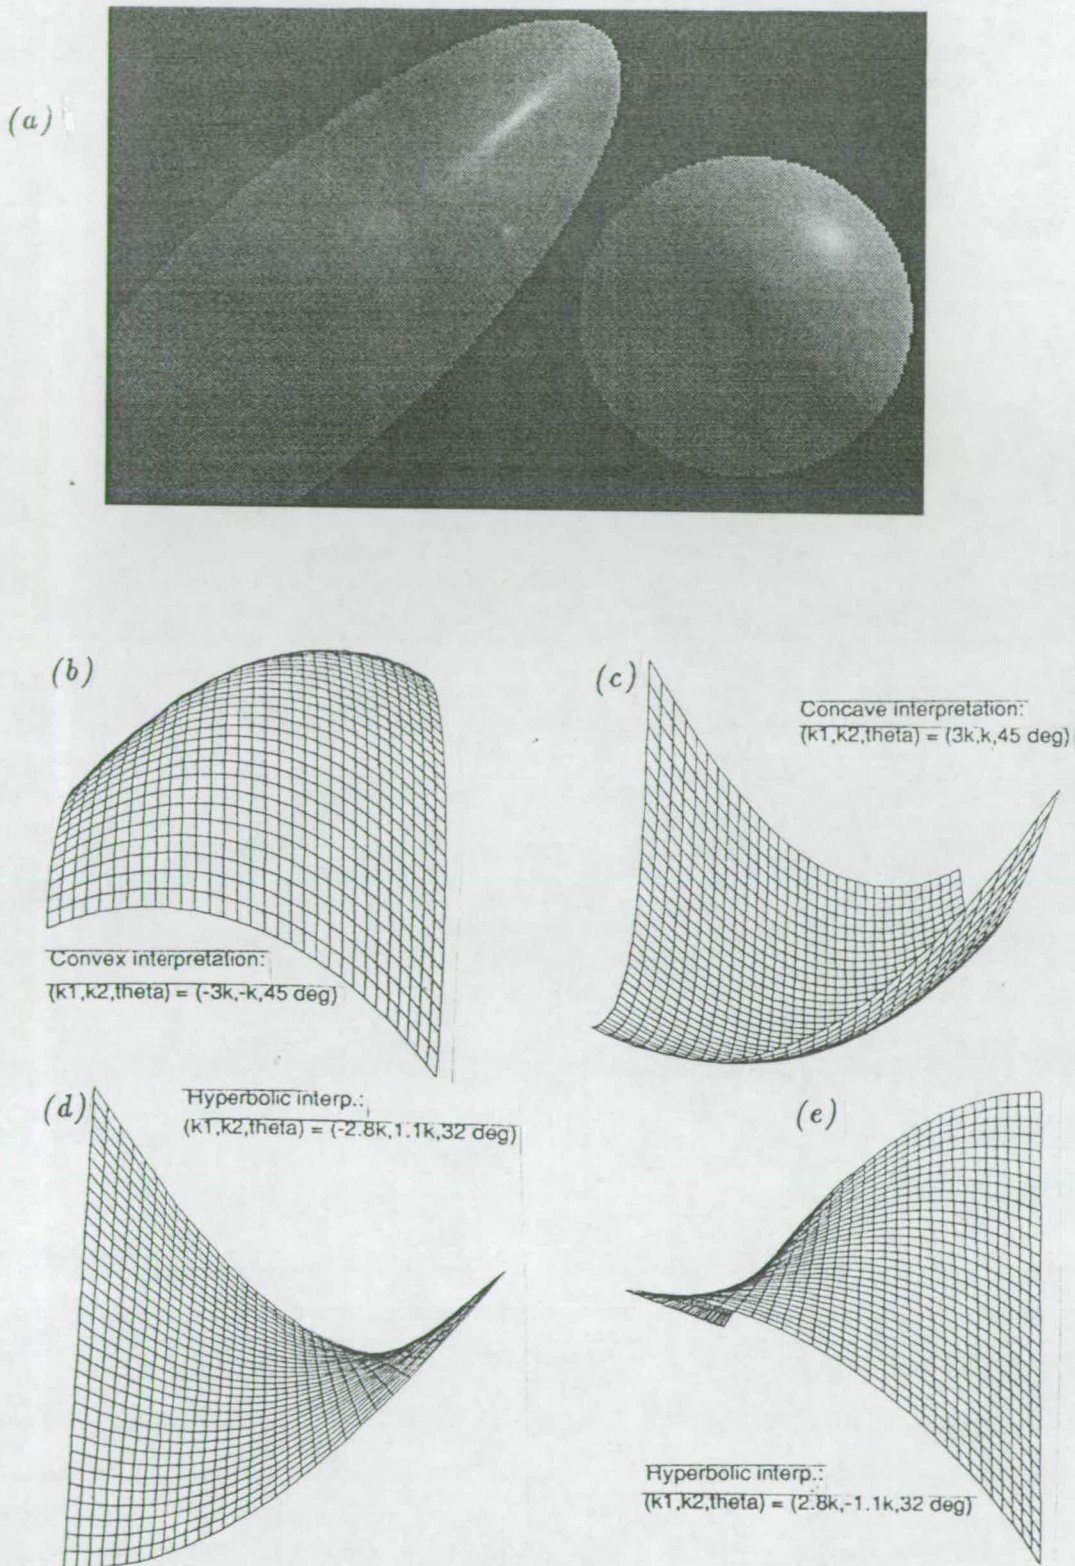 (a)
(b)
Convex interpretation:
(k1,k2,theta) = (-3k,-k,45 deg)
(c)
Concave interpretation:
(k1,k2,theta) = (3k,k,45 deg)
(d)
Hyperbolic interp.:
(k1,k2,theta) = (-2.8k,1.1k,32 deg)
(e)
Hyperbolic interp.:
(k1,k2,theta) = (2.8k,-1.1k,32 deg)